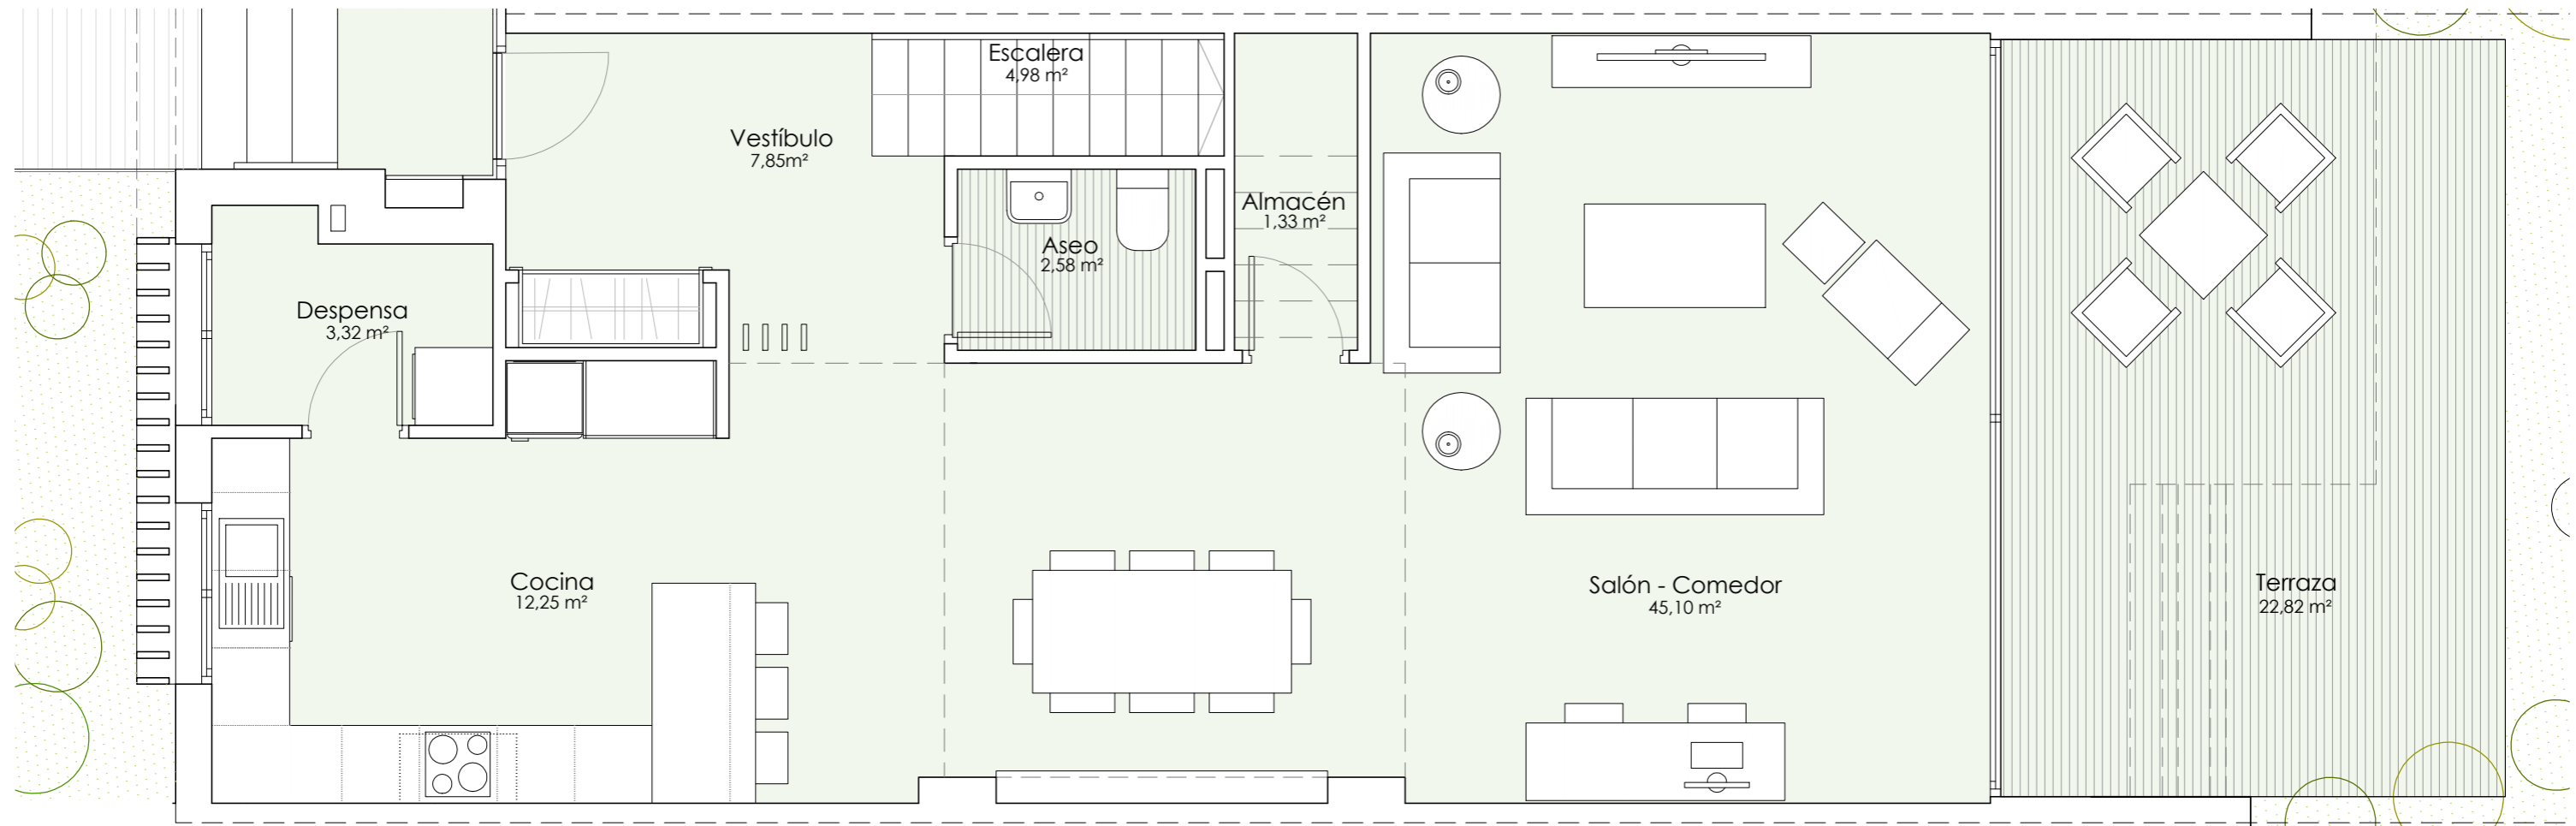 Escalera
4,98 m²
Vestíbulo
7,85m²
Almacén
1,33 m²
Aseo
2,58 m²
Despensa
3,32 m²
Cocina
12,25 m²
Salón - Comedor
45,10 m²
Terraza
22,82 m²